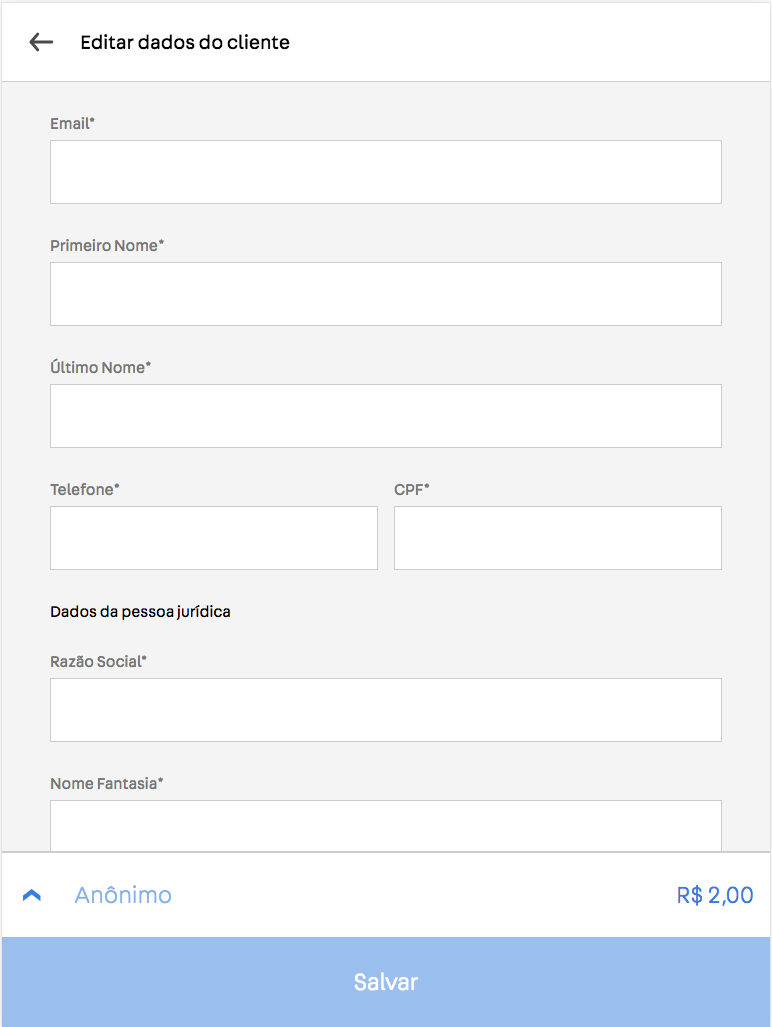 Editar dados do cliente
Email*
Primeiro Nome*
Último Nome*
Telefone* CPF*
Dados da pessoa jurídica
Razão Social*
Nome Fantasia*
Anônimo R$ 2,00
Salvar